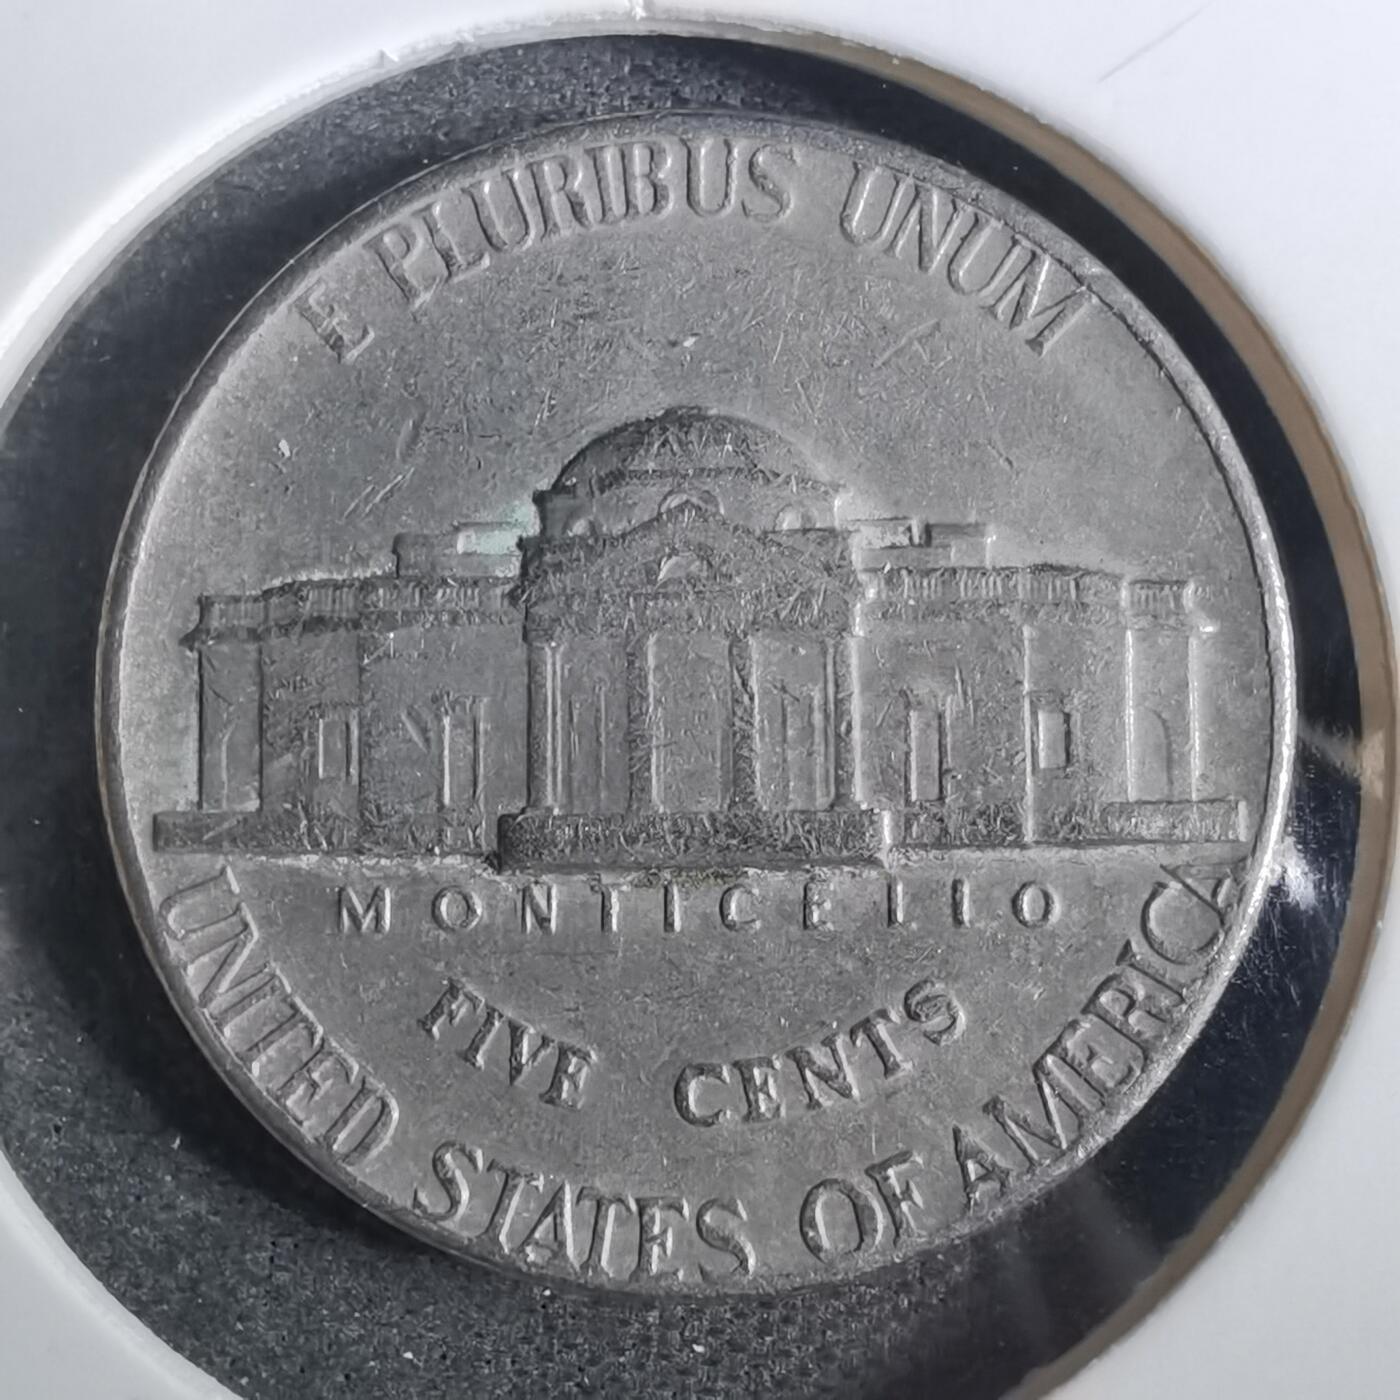 E PLURIBUS UNUM
MONTICELLO
FIVE CENTS
UNITED STATES OF AMERICA